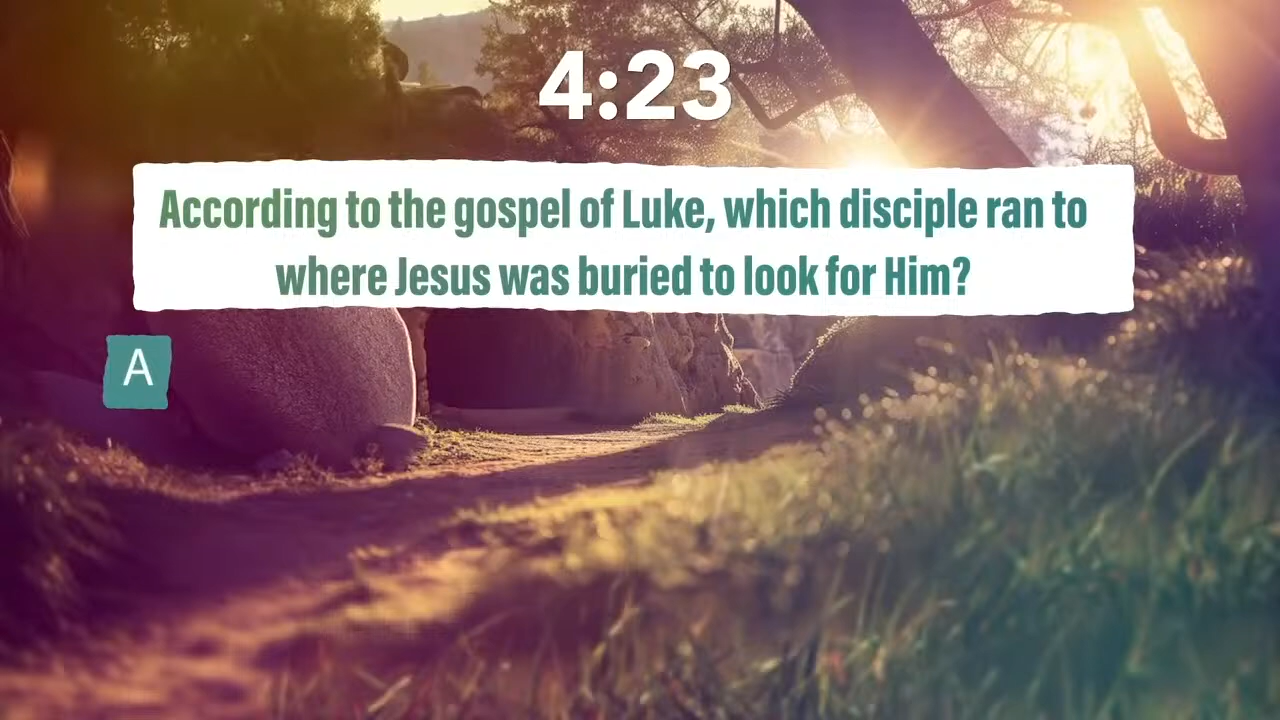 4:23
According to the gospel of Luke, which disciple ran to
where Jesus was buried to look for Him?
A